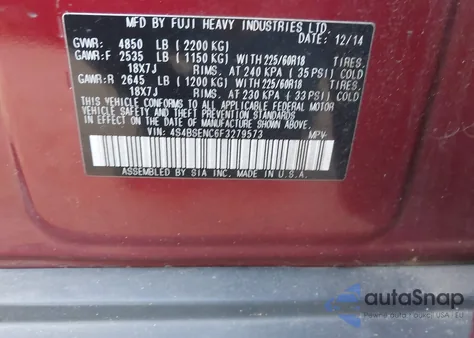 MFD BY FUJI HEAVY INDUSTRIES LTD. DATE: 12/14
GVWR: 4850 LB (2200 KG)
GAWR:F 2535 LB (1150 KG) WITH 225/60R18 TIRES.
18X7J RIMS. AT 240 KPA (35 PSI) COLD
GAWR:R 2645 LB (1200 KG) WITH 225/60R18 TIRES.
18X7J RIMS. AT 230 KPA (33 PSI) COLD
THIS VEHICLE CONFORMS TO ALL APPLICABLE FEDERAL MOTOR
VEHICLE SAFETY AND THEFT PREVENTION STANDARDS IN
EFFECT ON THE DATE OF MANUFACTURE SHOWN ABOVE.
VIN: 4S4BSENC6F3279573 MPV
ASSEMBLED BY SIA INC. MADE IN U.S.A.
autoSnap